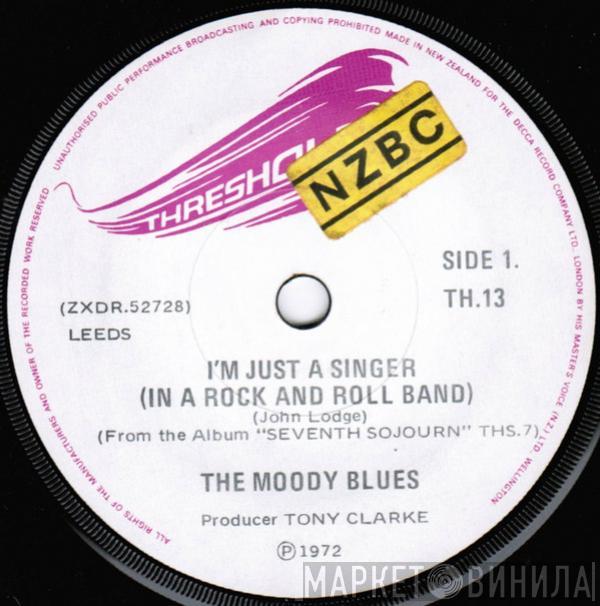 UNAUTHORISED PUBLIC PERFORMANCE BROADCASTING AND COPYING PROHIBITED MADE IN NEW ZEALAND FOR THE DECCA RECORD COMPANY LTD. LONDON BY HIS MASTER'S VOICE (N.Z.) LTD. WELLINGTON
ALL RIGHTS OF THE MANUFACTURERS AND OWNER OF THE RECORDED WORK RESERVED
THRESHOL
NZBC
SIDE 1.
TH.13
(ZXDR.52728)
LEEDS
I'M JUST A SINGER
(IN A ROCK AND ROLL BAND)
(John Lodge)
(From the Album "SEVENTH SOJOURN" THS.7)
THE MOODY BLUES
Producer TONY CLARKE
Ⓟ1972
МАРКЕТ ВИНИЛА